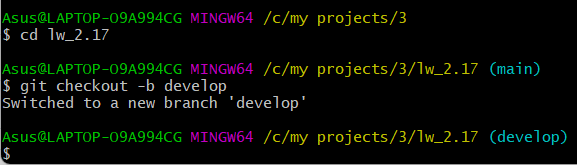 Asus@LAPTOP-O9A994CG MINGW64 /c/my projects/3
$ cd lw_2.17
Asus@LAPTOP-O9A994CG MINGW64 /c/my projects/3/lw_2.17 (main)
$ git checkout -b develop
Switched to a new branch 'develop'
Asus@LAPTOP-O9A994CG MINGW64 /c/my projects/3/lw_2.17 (develop)
$